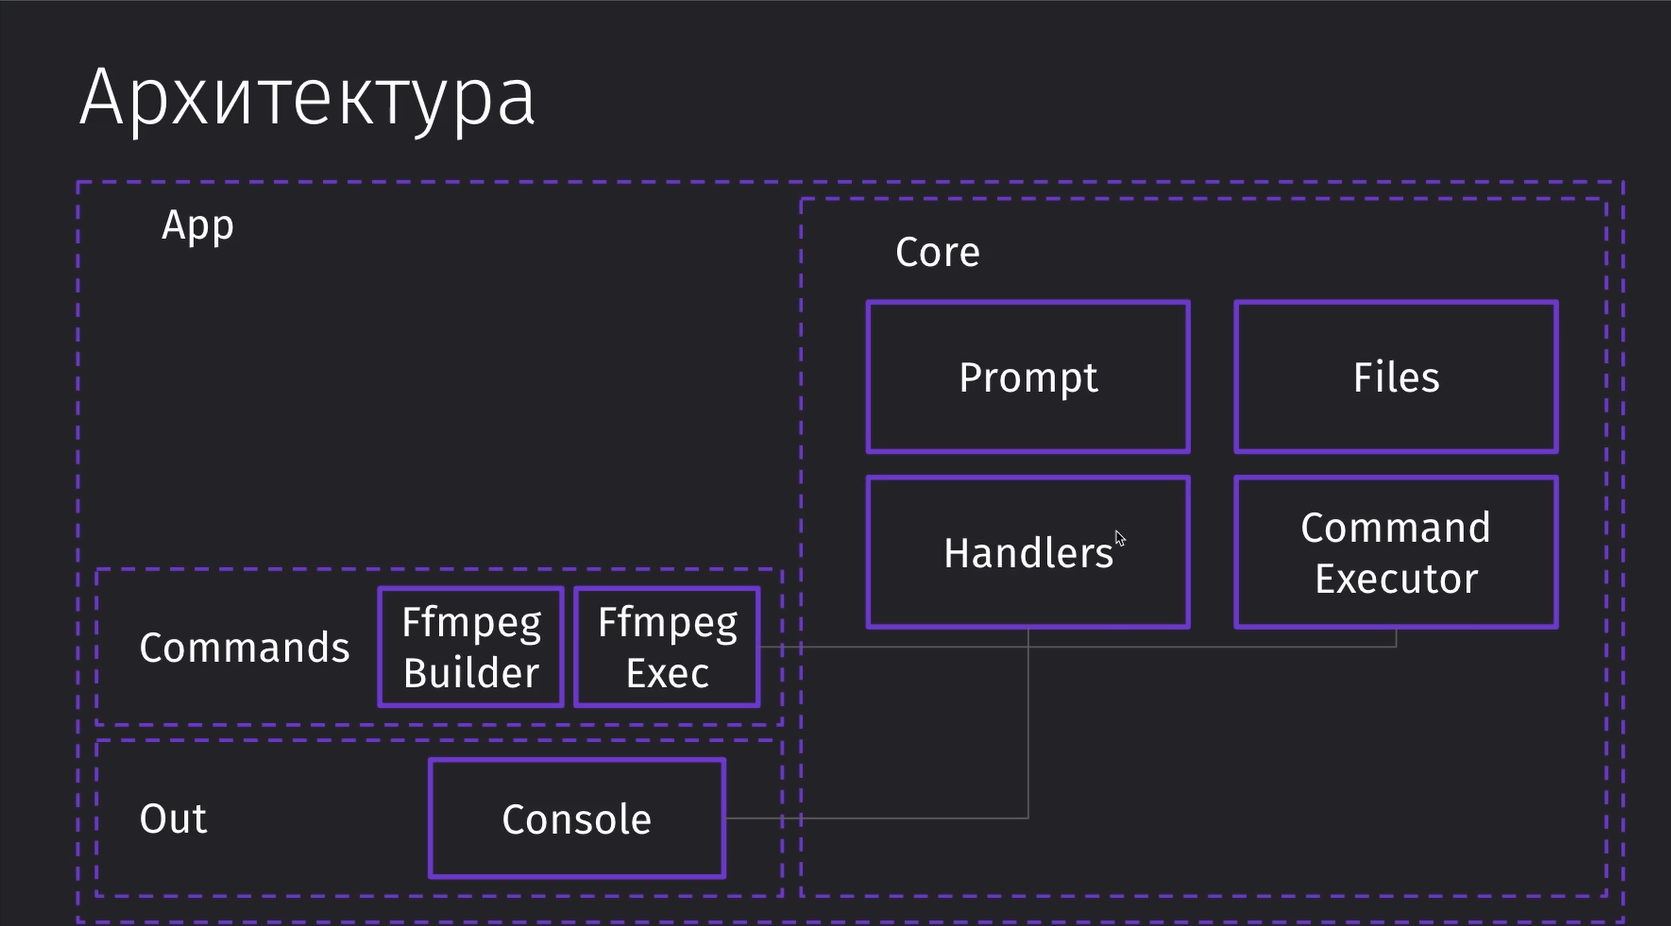 Архитектура
App
Core
Prompt
Files
Handlers
Command
Executor
Commands
Ffmpeg
Builder
Ffmpeg
Exec
Out
Console